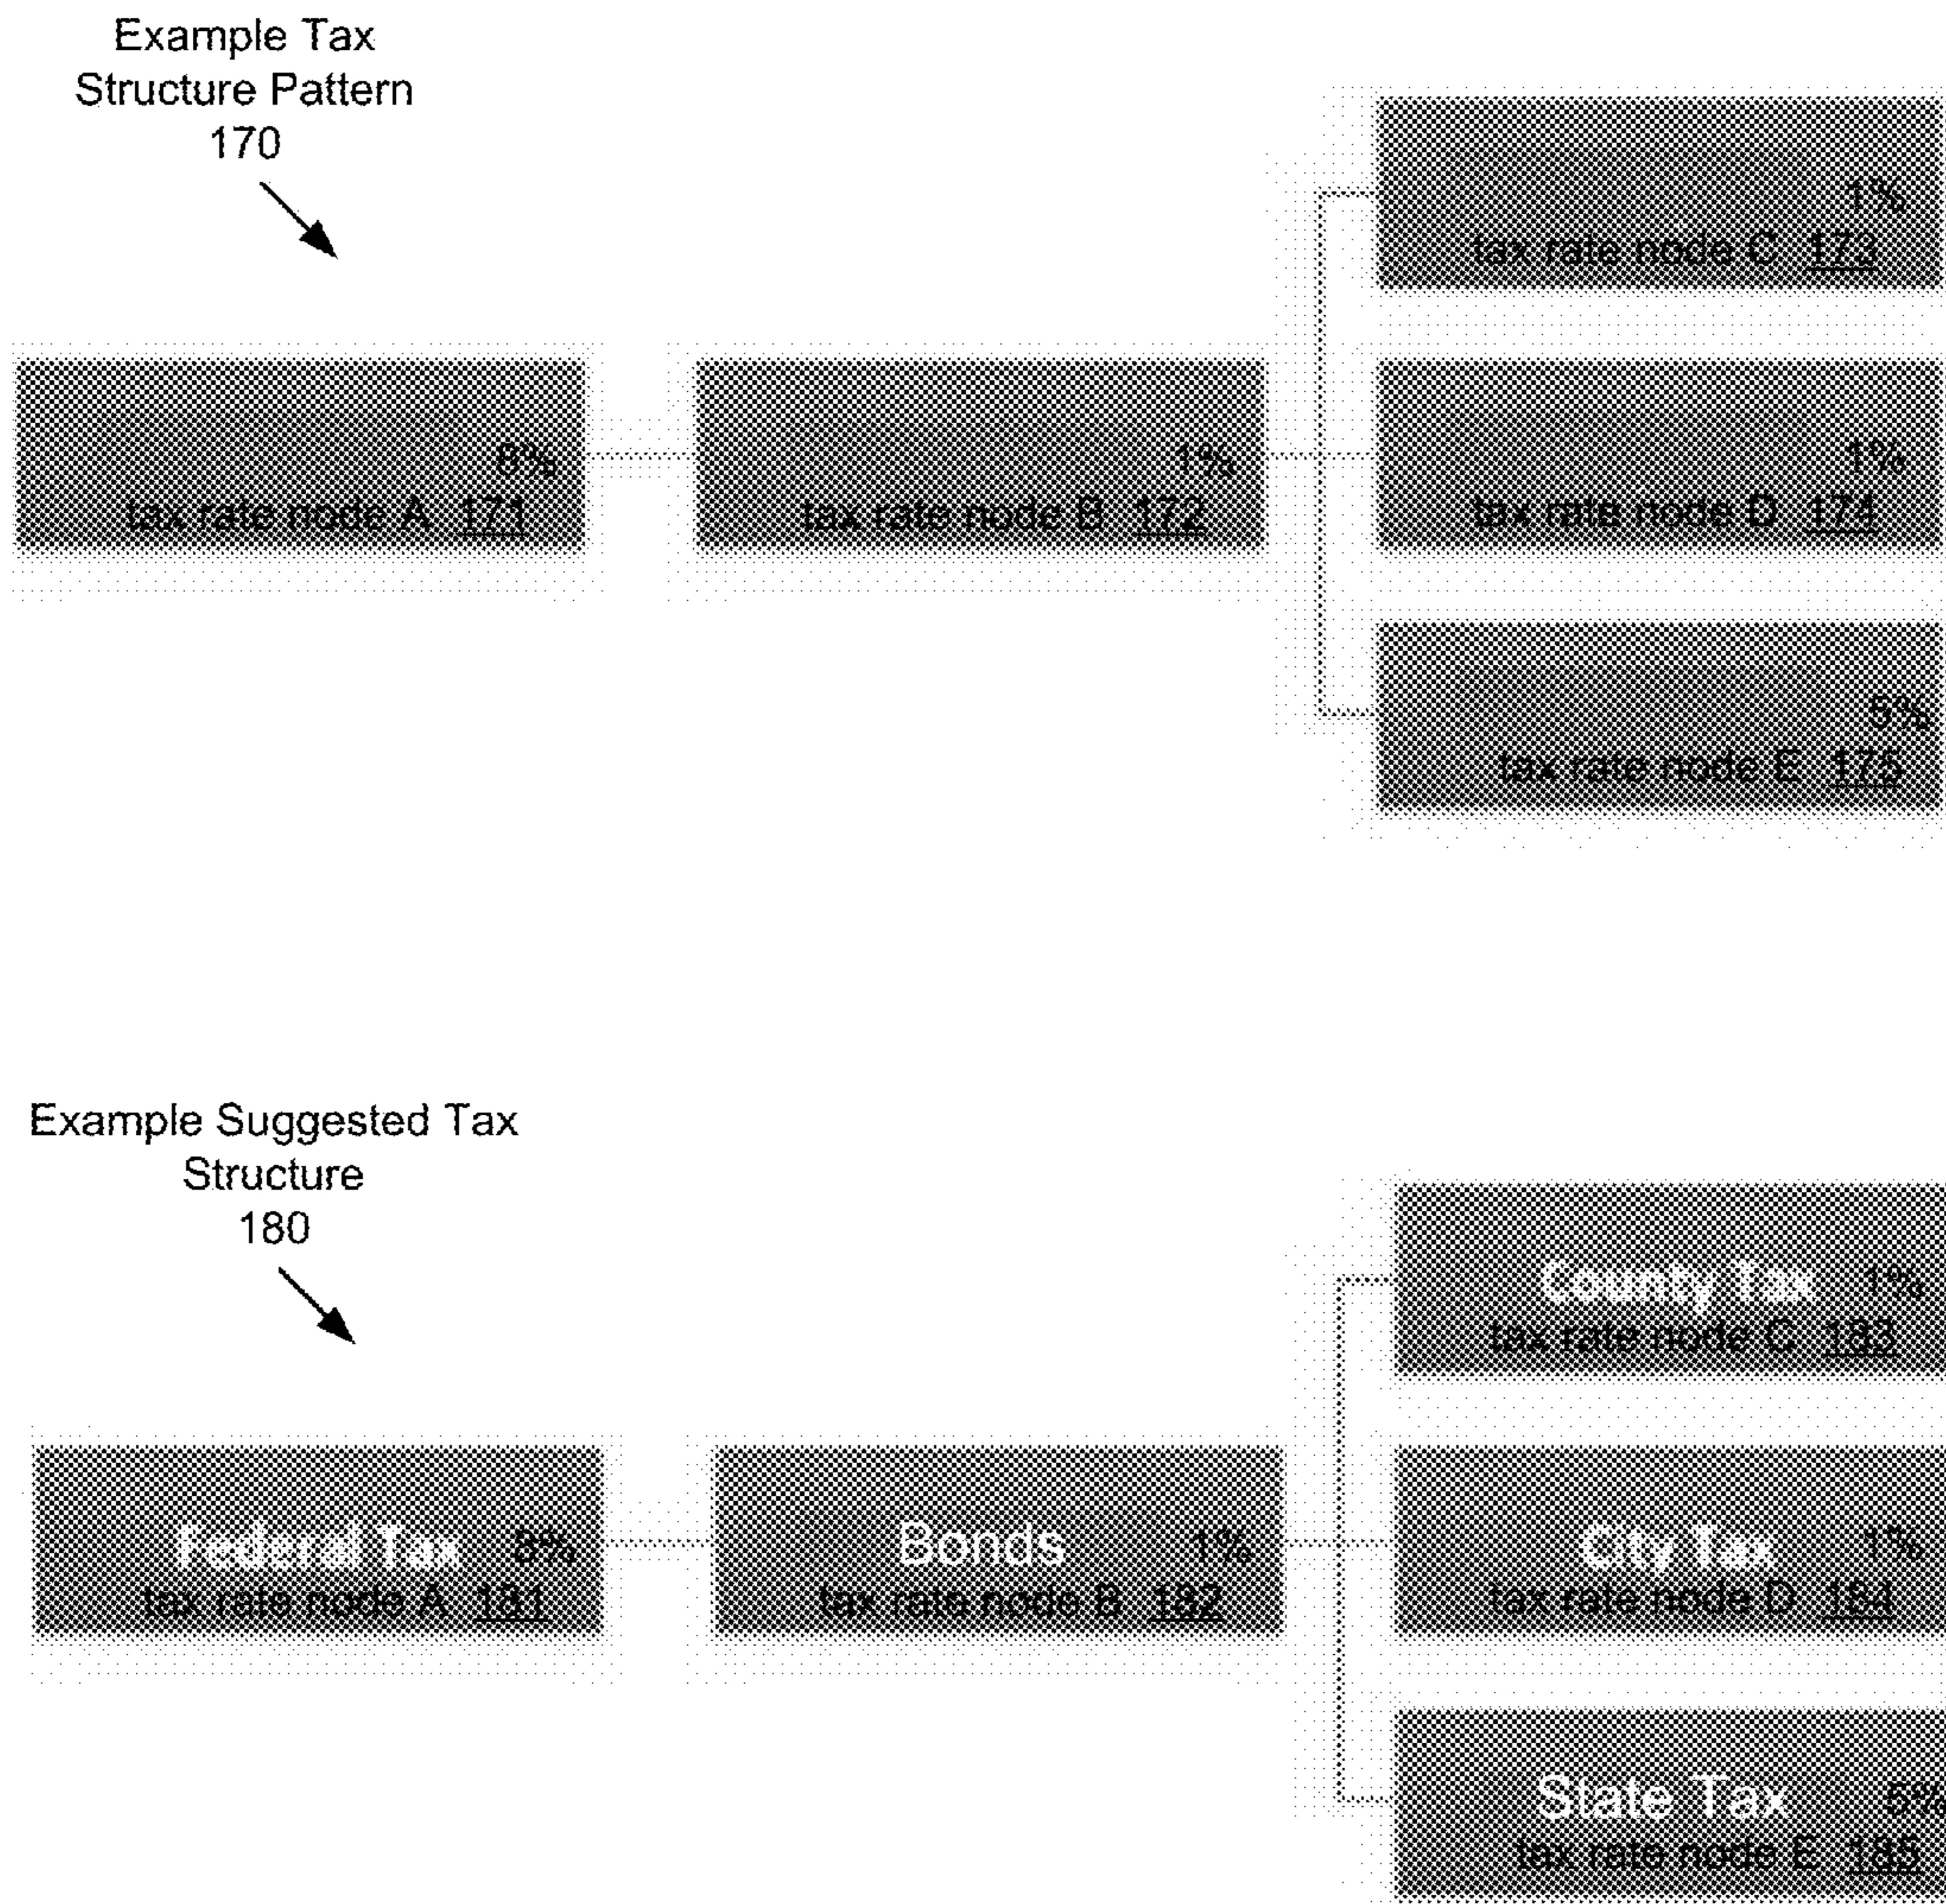 Example Tax
Structure Pattern
170
1%
tax rate node C 173
8%
tax rate node A 171
1%
tax rate node B 172
1%
tax rate node D 174
5%
tax rate node E 175
Example Suggested Tax
Structure
180
County Tax 1%
tax rate node C 183
Federal Tax 8%
tax rate node A 181
Bonds 1%
tax rate node B 182
City Tax 1%
tax rate node D 184
State Tax 5%
tax rate node E 185